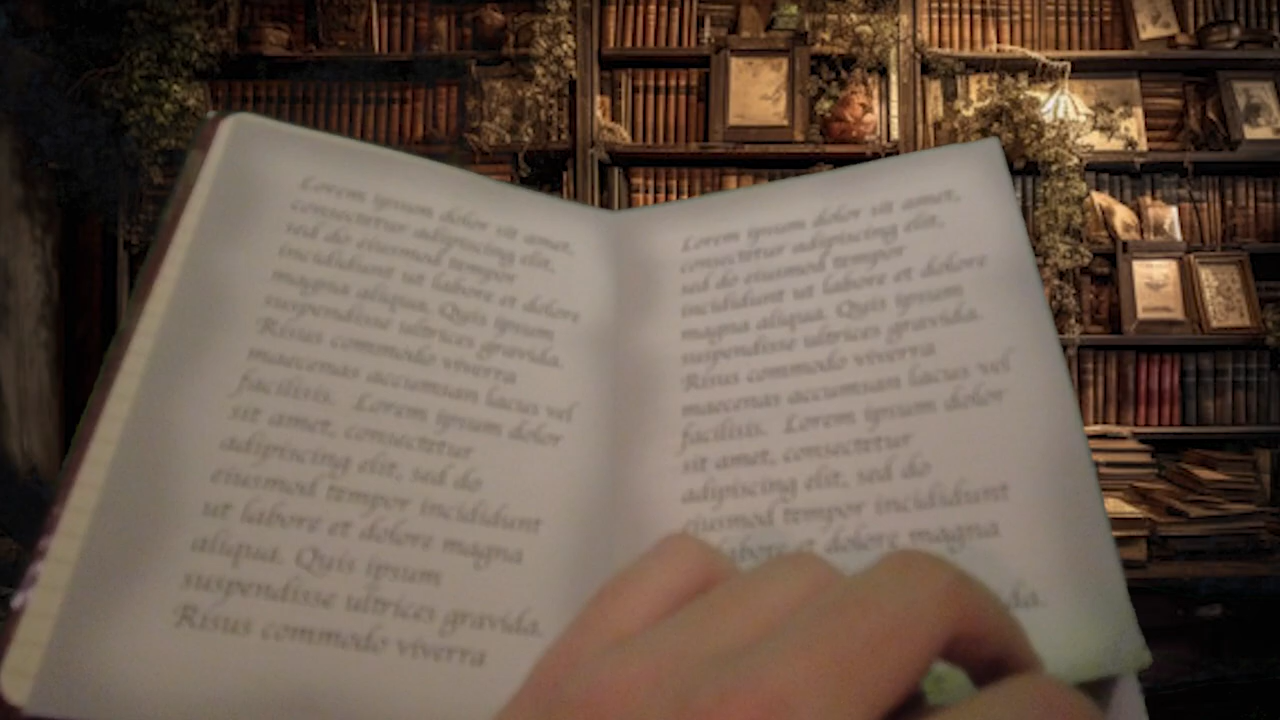 Lorem ipsum dolor sit amet,
consectetur adipiscing elit,
sed do eiusmod tempor
incididunt ut labore et dolore
magna aliqua. Quis ipsum
suspendisse ultrices gravida.
Risus commodo viverra
maecenas accumsan lacus vel
facilisis. Lorem ipsum dolor
sit amet, consectetur
adipiscing elit, sed do
eiusmod tempor incididunt
ut labore et dolore magna
aliqua. Quis ipsum
suspendisse ultrices gravida.
Risus commodo viverra
Lorem ipsum dolor sit amet,
consectetur adipiscing elit,
sed do eiusmod tempor
incididunt ut labore et dolore
magna aliqua. Quis ipsum
suspendisse ultrices gravida.
Risus commodo viverra
maecenas accumsan lacus vel
facilisis. Lorem ipsum dolor
sit amet, consectetur
adipiscing elit, sed do
eiusmod tempor incididunt
labore et dolore magna